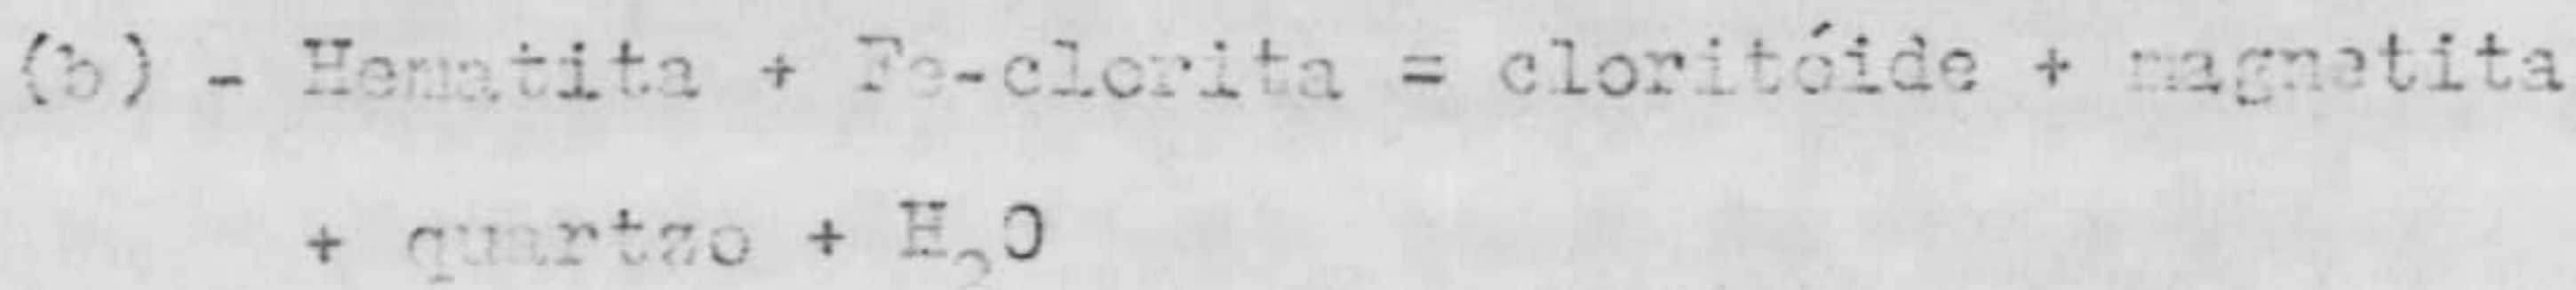 (b) - Hematita + Fe-clorita = cloritóide + magnetita
+ quartzo + H₂O